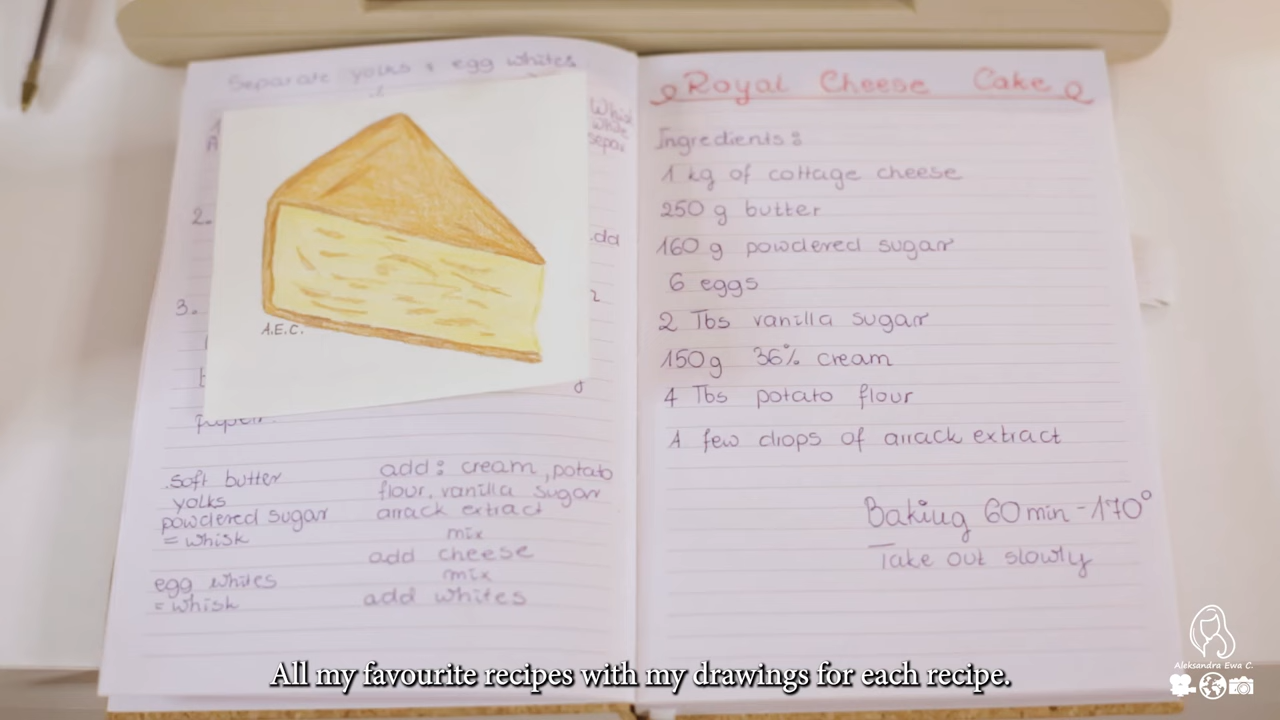 Separate yolks + egg whites
2.
3.
A.E.C.
soft butter
yolks
powdered sugar
= whisk
egg whites
= whisk
add: cream, potato
flour, vanilla sugar
arrack extract
mix
add cheese
mix
add whites
Royal Cheese Cake
Ingredients:
1 kg of cottage cheese
250 g butter
160 g powdered sugar
6 eggs
2 Tbs vanilla sugar
150g 36% cream
4 Tbs potato flour
A few drops of arrack extract
Baking 60 min - 170°
Take out slowly
All my favourite recipes with my drawings for each recipe.
Aleksandra Ewa C.